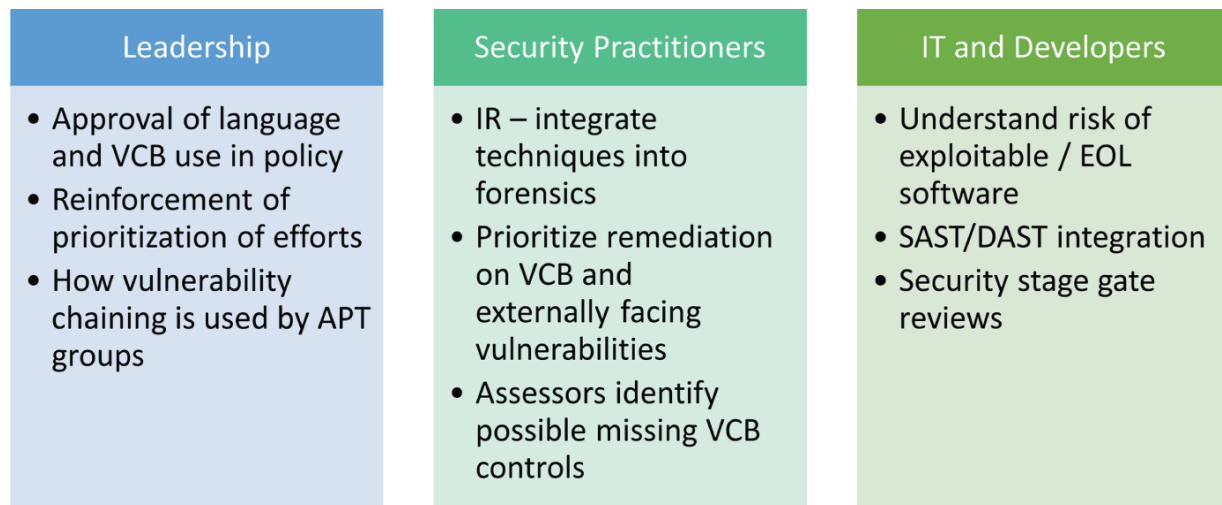 Leadership
• Approval of language
and VCB use in policy
• Reinforcement of
prioritization of efforts
• How vulnerability
chaining is used by APT
groups
Security Practitioners
• IR – integrate
techniques into
forensics
• Prioritize remediation
on VCB and
externally facing
vulnerabilities
• Assessors identify
possible missing VCB
controls
IT and Developers
• Understand risk of
exploitable / EOL
software
• SAST/DAST integration
• Security stage gate
reviews